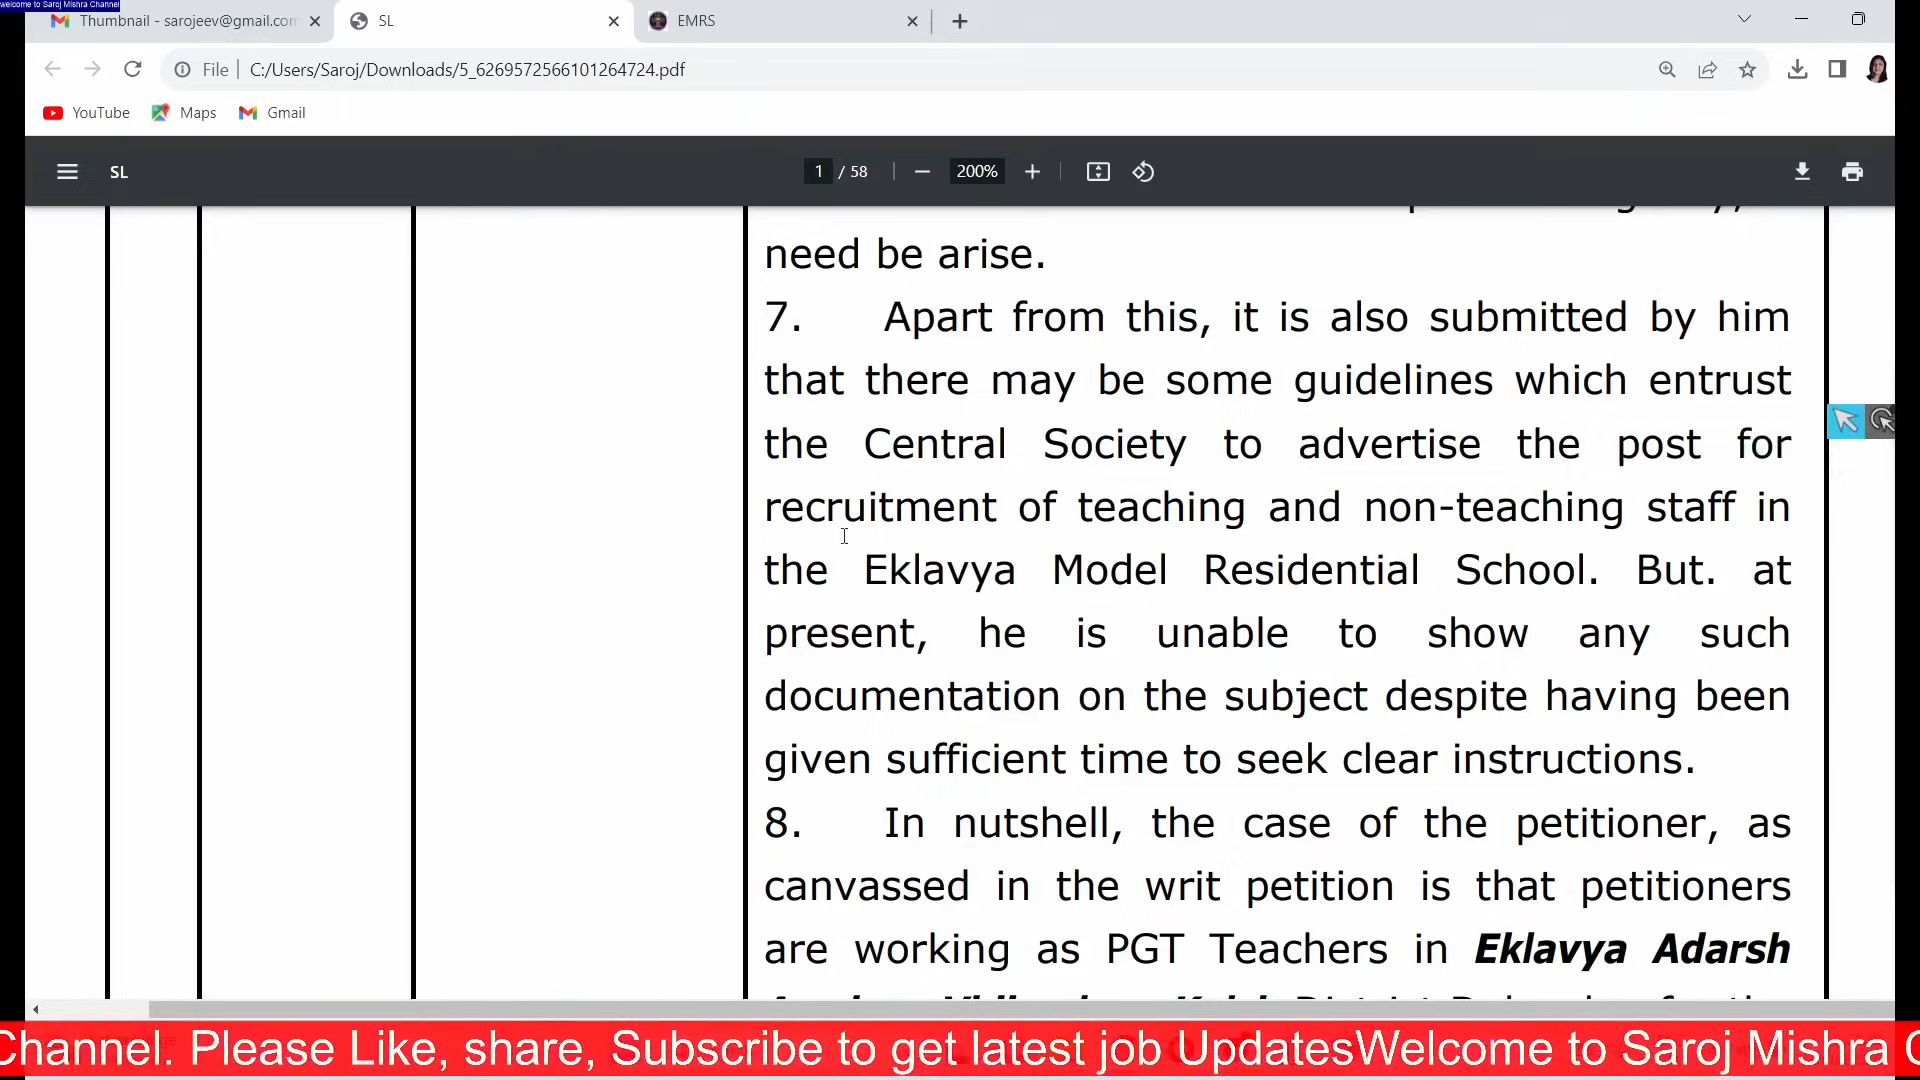 welcome to Saroj Mishra Channel
Thumbnail - sarojeev@gmail.com
SL
EMRS
File
C:/Users/Saroj/Downloads/5_6269572566101264724.pdf
YouTube
Maps
Gmail
SL
1 / 58
200%
need be arise.
7. Apart from this, it is also submitted by him
that there may be some guidelines which entrust
the Central Society to advertise the post for
recruitment of teaching and non-teaching staff in
the Eklavya Model Residential School. But. at
present, he is unable to show any such
documentation on the subject despite having been
given sufficient time to seek clear instructions.
8. In nutshell, the case of the petitioner, as
canvassed in the writ petition is that petitioners
are working as PGT Teachers in Eklavya Adarsh
Channel. Please Like, share, Subscribe to get latest job UpdatesWelcome to Saroj Mishra C